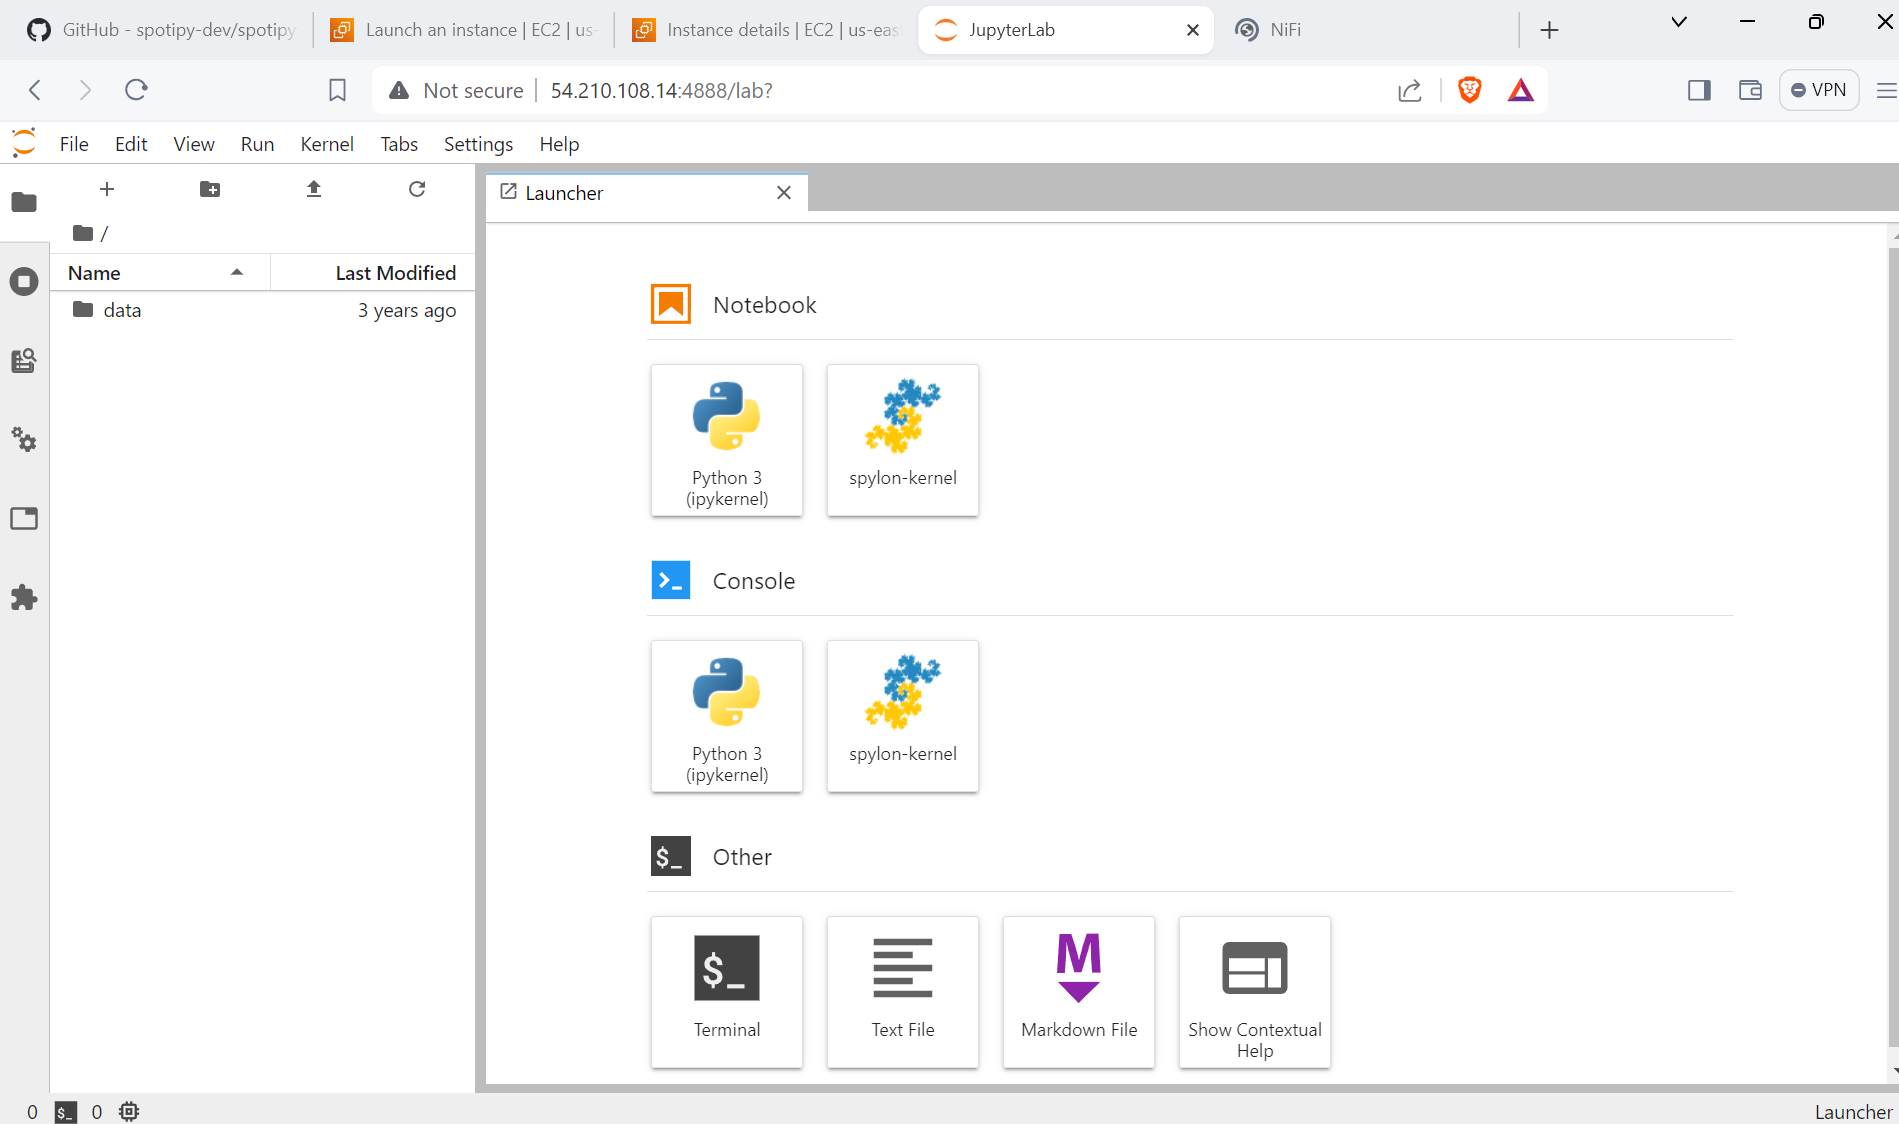 GitHub - spotipy-dev/spotipy
Launch an instance | EC2 | us-
Instance details | EC2 | us-eas
JupyterLab
NiFi
Not secure
54.210.108.14:4888/lab?
VPN
File Edit View Run Kernel Tabs Settings Help
Launcher
/
Name Last Modified
data 3 years ago
Notebook
Python 3
(ipykernel)
spylon-kernel
Console
Python 3
(ipykernel)
spylon-kernel
$_ Other
$_
Terminal
Text File
M
Markdown File
Show Contextual
Help
0 $_ 0
Launcher